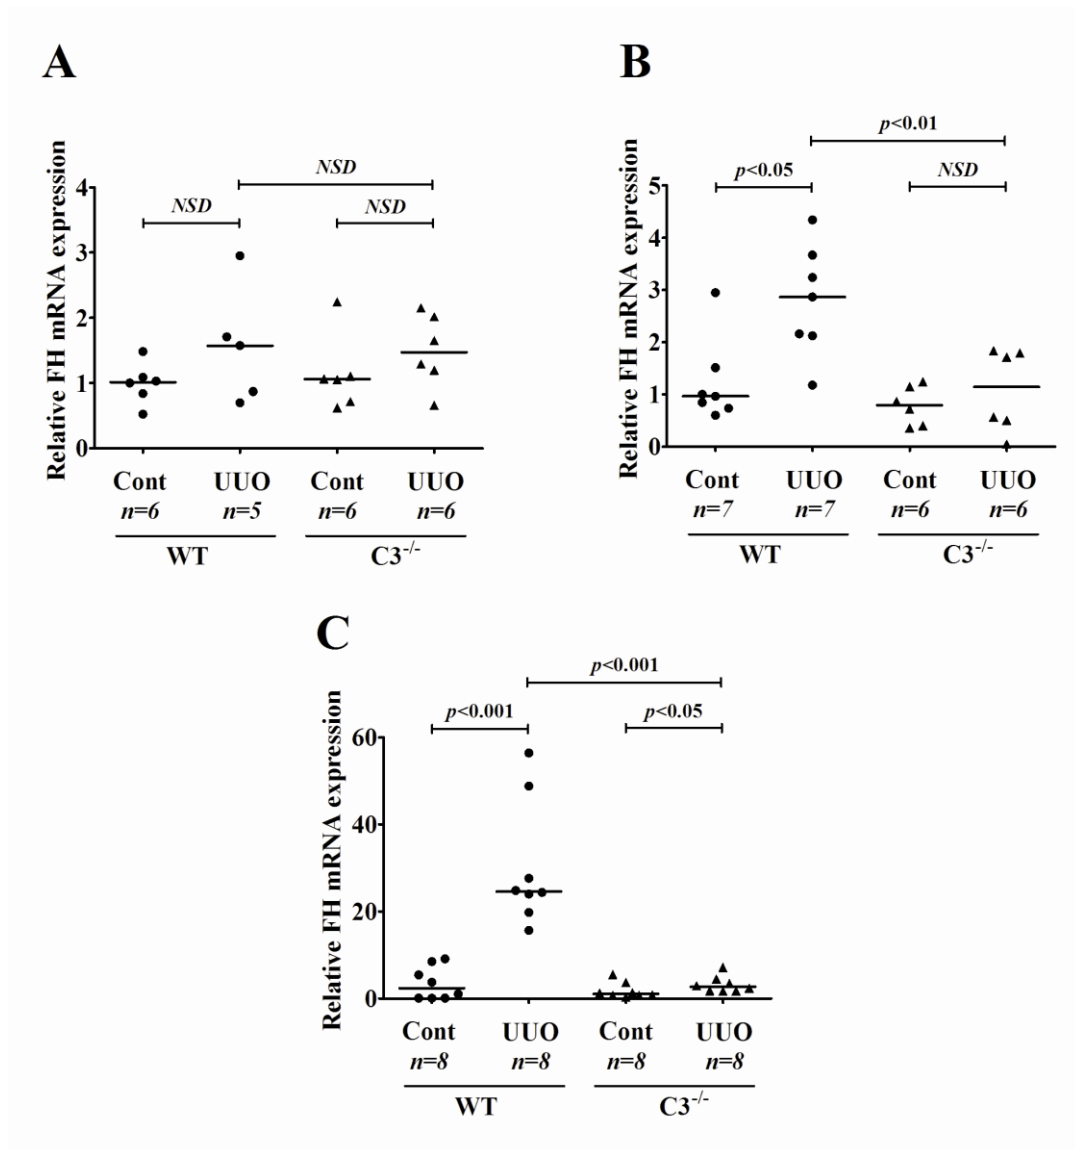 A
Relative FH mRNA expression
4
3
2
1
0
NSD
NSD
NSD
Cont UUO Cont UUO
n=6 n=5 n=6 n=6
WT C3-/-
B
Relative FH mRNA expression
5
4
3
2
1
0
p<0.01
p<0.05 NSD
Cont UUO Cont UUO
n=7 n=7 n=6 n=6
WT C3-/-
C
Relative FH mRNA expression
60
40
20
0
p<0.001
p<0.001 p<0.05
Cont UUO Cont UUO
n=8 n=8 n=8 n=8
WT C3-/-